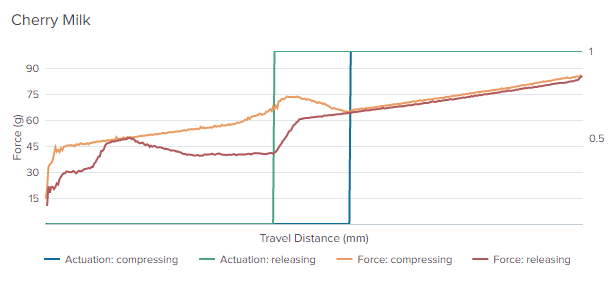 Cherry Milk
1
90
75
60
0.5
45
30
15
Force (g)
Travel Distance (mm)
Actuation: compressing Actuation: releasing Force: compressing Force: releasing